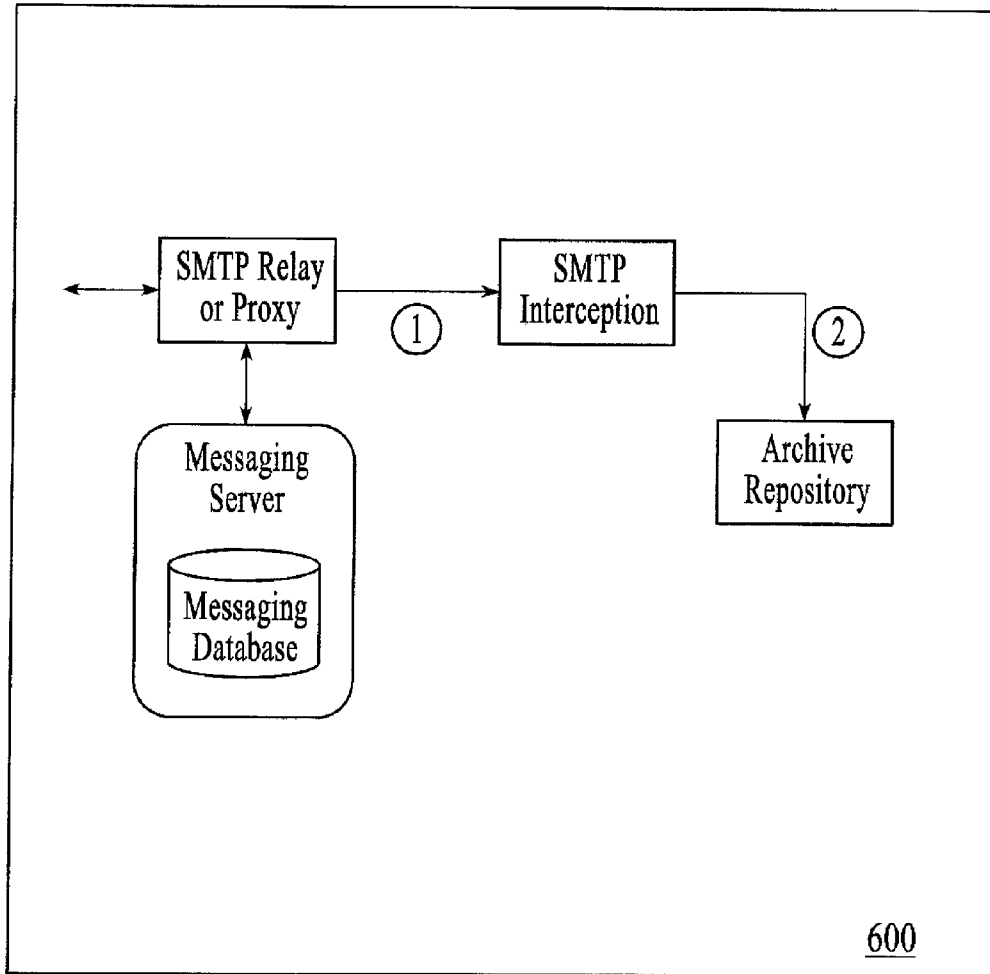 SMTP Relay
or Proxy
1
SMTP
Interception
2
Messaging
Server
Messaging
Database
Archive
Repository
600